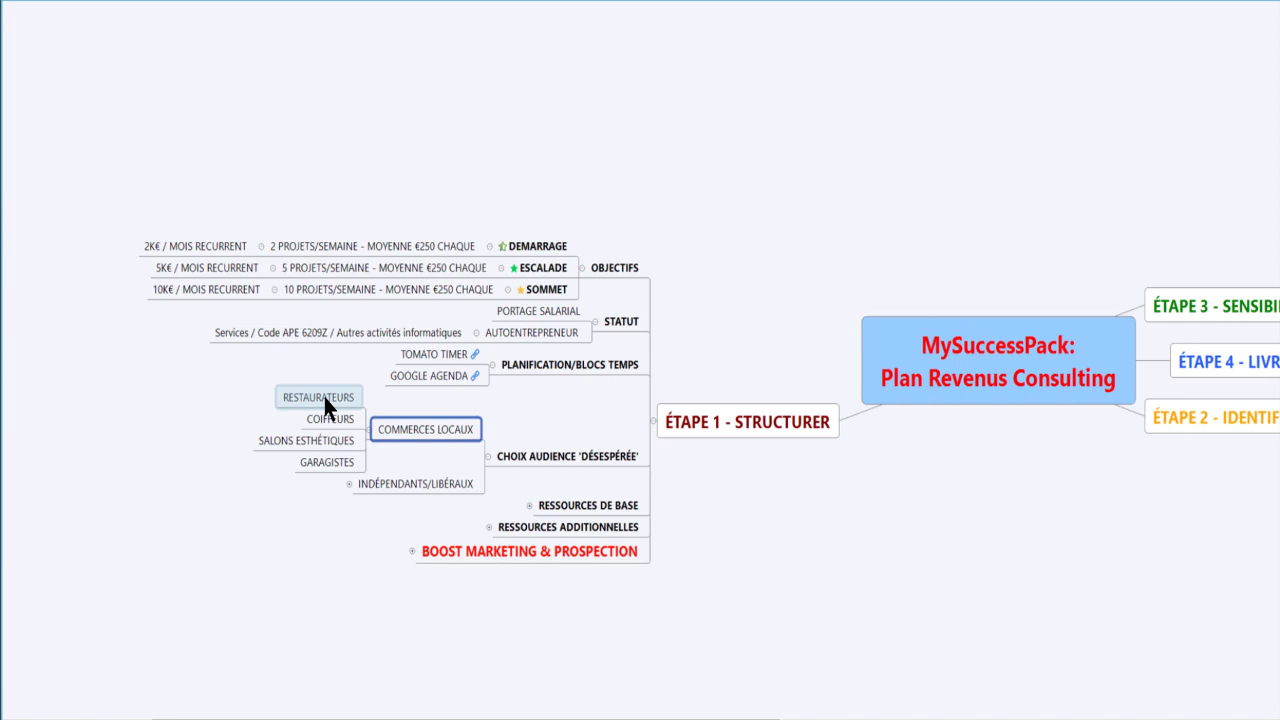 2K€ / MOIS RECURRENT 2 PROJETS/SEMAINE - MOYENNE €250 CHAQUE DEMARRAGE
5K€ / MOIS RECURRENT 5 PROJETS/SEMAINE - MOYENNE €250 CHAQUE ESCALADE OBJECTIFS
10K€ / MOIS RECURRENT 10 PROJETS/SEMAINE - MOYENNE €250 CHAQUE SOMMET
PORTAGE SALARIAL
STATUT
Services / Code APE 6209Z / Autres activités informatiques AUTOENTREPRENEUR
TOMATO TIMER
PLANIFICATION/BLOCS TEMPS
GOOGLE AGENDA
RESTAURATEURS
COIFFEURS
COMMERCES LOCAUX
SALONS ESTHÉTIQUES
CHOIX AUDIENCE 'DÉSESPÉRÉE'
GARAGISTES
INDÉPENDANTS/LIBÉRAUX
RESSOURCES DE BASE
RESSOURCES ADDITIONNELLES
BOOST MARKETING & PROSPECTION
ÉTAPE 1 - STRUCTURER
MySuccessPack:
Plan Revenus Consulting
ÉTAPE 3 - SENSIBI
ÉTAPE 4 - LIVR
ÉTAPE 2 - IDENTIF